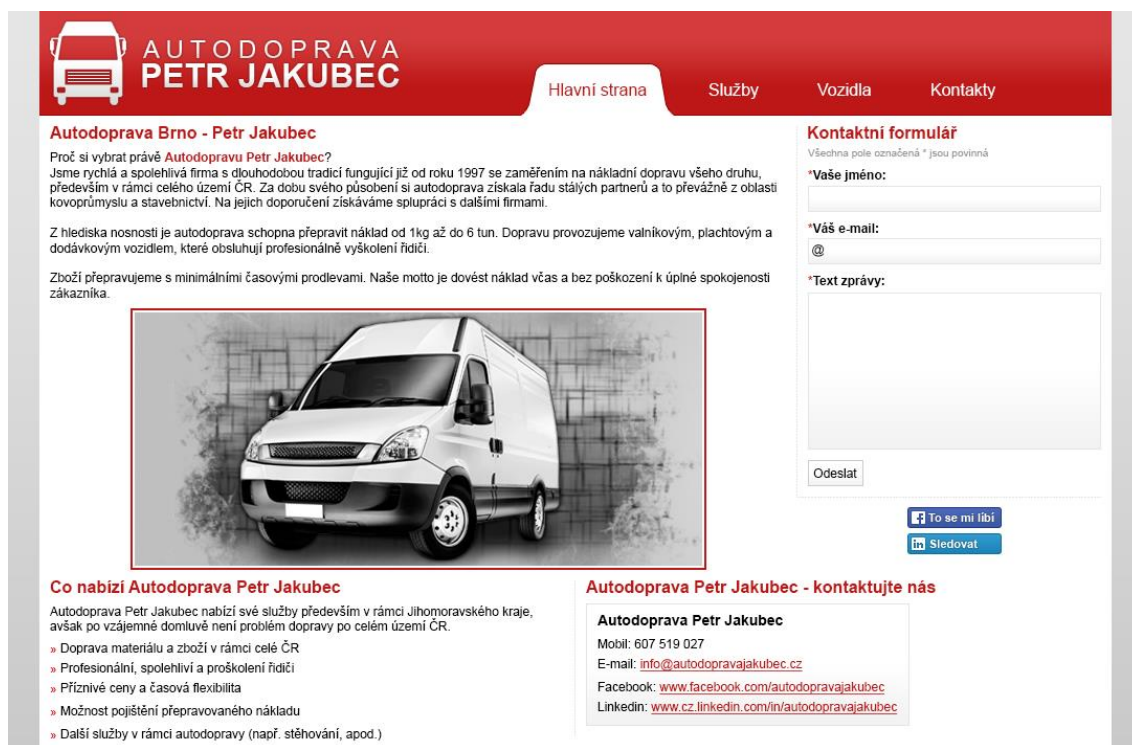 AUTODOPRAVA
PETR JAKUBEC
Hlavní strana
Služby
Vozidla
Kontakty
Autodoprava Brno - Petr Jakubec
Proč si vybrat právě Autodopravu Petr Jakubec?
Jsme rychlá a spolehlivá firma s dlouhodobou tradicí fungující již od roku 1997 se zaměřením na nákladní dopravu všeho druhu,
především v rámci celého území ČR. Za dobu svého působení si autodoprava získala řadu stálých partnerů a to převážně z oblasti
kovoprůmyslu a stavebnictví. Na jejich doporučení získáváme splupráci s dalšími firmami.
Z hlediska nosnosti je autodoprava schopna přepravit náklad od 1kg až do 6 tun. Dopravu provozujeme valníkovým, plachtovým a
dodávkovým vozidlem, které obsluhují profesionálně vyškolení řidiči.
Zboží přepravujeme s minimálními časovými prodlevami. Naše motto je dovést náklad včas a bez poškození k úplné spokojenosti
zákazníka.
Kontaktní formulář
Všechna pole označená * jsou povinná
*Vaše jméno:
*Váš e-mail:
@
*Text zprávy:
Odeslat
To se mi líbí
in Sledovat
Co nabízí Autodoprava Petr Jakubec
Autodoprava Petr Jakubec nabízí své služby především v rámci Jihomoravského kraje,
avšak po vzájemné domluvě není problém dopravy po celém území ČR.
» Doprava materiálu a zboží v rámci celé ČR
» Profesionální, spolehliví a proškolení řidiči
» Příznivé ceny a časová flexibilita
» Možnost pojištění přepravovaného nákladu
» Další služby v rámci autodopravy (např. stěhování, apod.)
Autodoprava Petr Jakubec - kontaktujte nás
Autodoprava Petr Jakubec
Mobil: 607 519 027
E-mail: info@autodopravajakubec.cz
Facebook: www.facebook.com/autodopravajakubec
Linkedin: www.cz.linkedin.com/in/autodopravajakubec